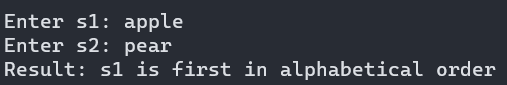 Enter s1: apple
Enter s2: pear
Result: s1 is first in alphabetical order